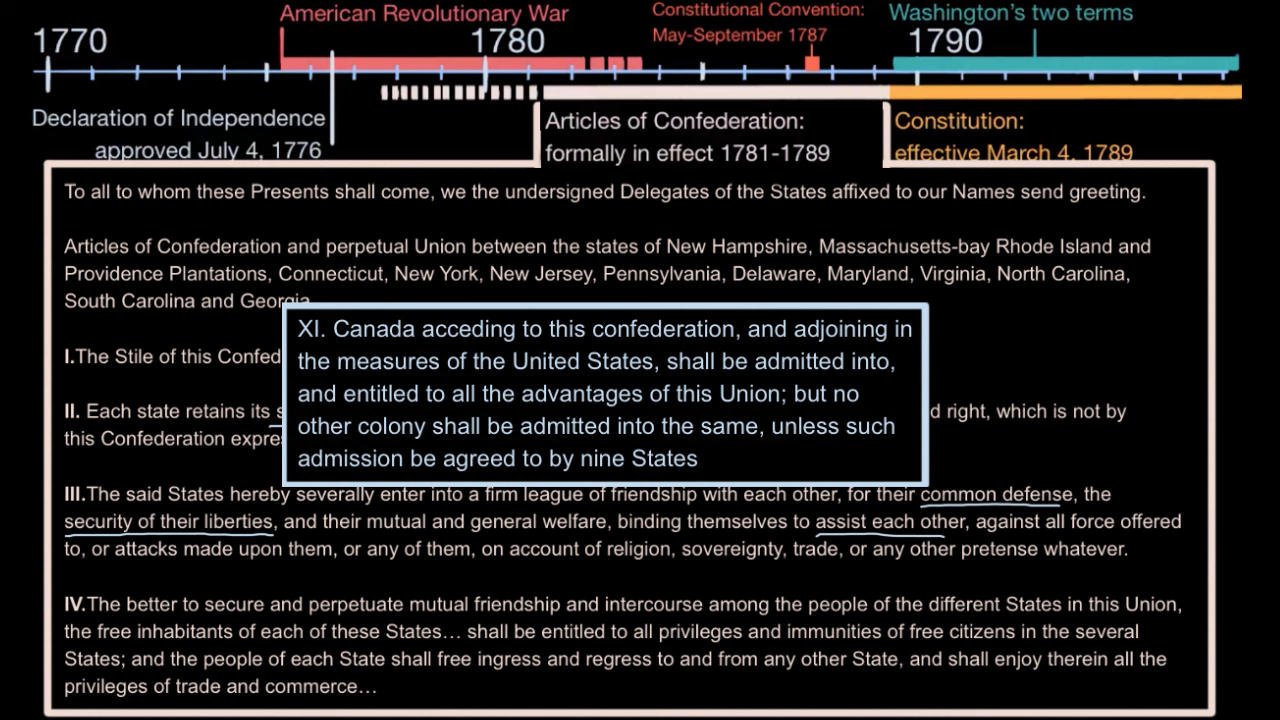 American Revolutionary War
Constitutional Convention:
May-September 1787
Washington's two terms
1770
1780
1790
Declaration of Independence
approved July 4, 1776
Articles of Confederation:
formally in effect 1781-1789
Constitution:
effective March 4, 1789
To all to whom these Presents shall come, we the undersigned Delegates of the States affixed to our Names send greeting.
Articles of Confederation and perpetual Union between the states of New Hampshire, Massachusetts-bay Rhode Island and
Providence Plantations, Connecticut, New York, New Jersey, Pennsylvania, Delaware, Maryland, Virginia, North Carolina,
South Carolina and Georgia
I.The Stile of this Confed
II. Each state retains its s
d right, which is not by
this Confederation expre
XI. Canada acceding to this confederation, and adjoining in
the measures of the United States, shall be admitted into,
and entitled to all the advantages of this Union; but no
other colony shall be admitted into the same, unless such
admission be agreed to by nine States
III.The said States hereby severally enter into a firm league of friendship with each other, for their common defense, the
security of their liberties, and their mutual and general welfare, binding themselves to assist each other, against all force offered
to, or attacks made upon them, or any of them, on account of religion, sovereignty, trade, or any other pretense whatever.
IV.The better to secure and perpetuate mutual friendship and intercourse among the people of the different States in this Union,
the free inhabitants of each of these States… shall be entitled to all privileges and immunities of free citizens in the several
States; and the people of each State shall free ingress and regress to and from any other State, and shall enjoy therein all the
privileges of trade and commerce…